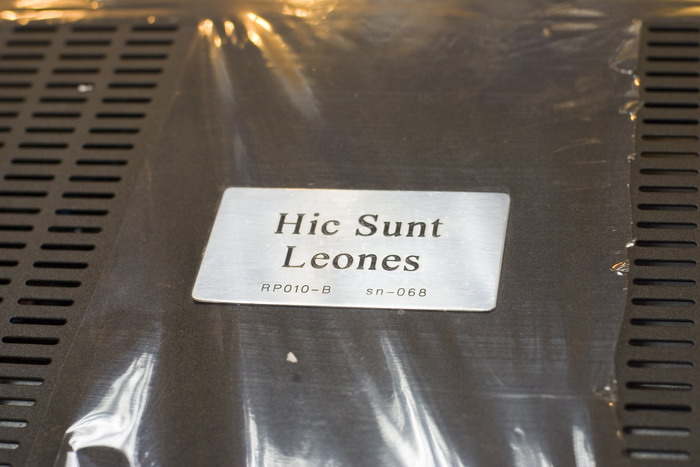 Hic Sunt
Leones
RP010-B sn-068